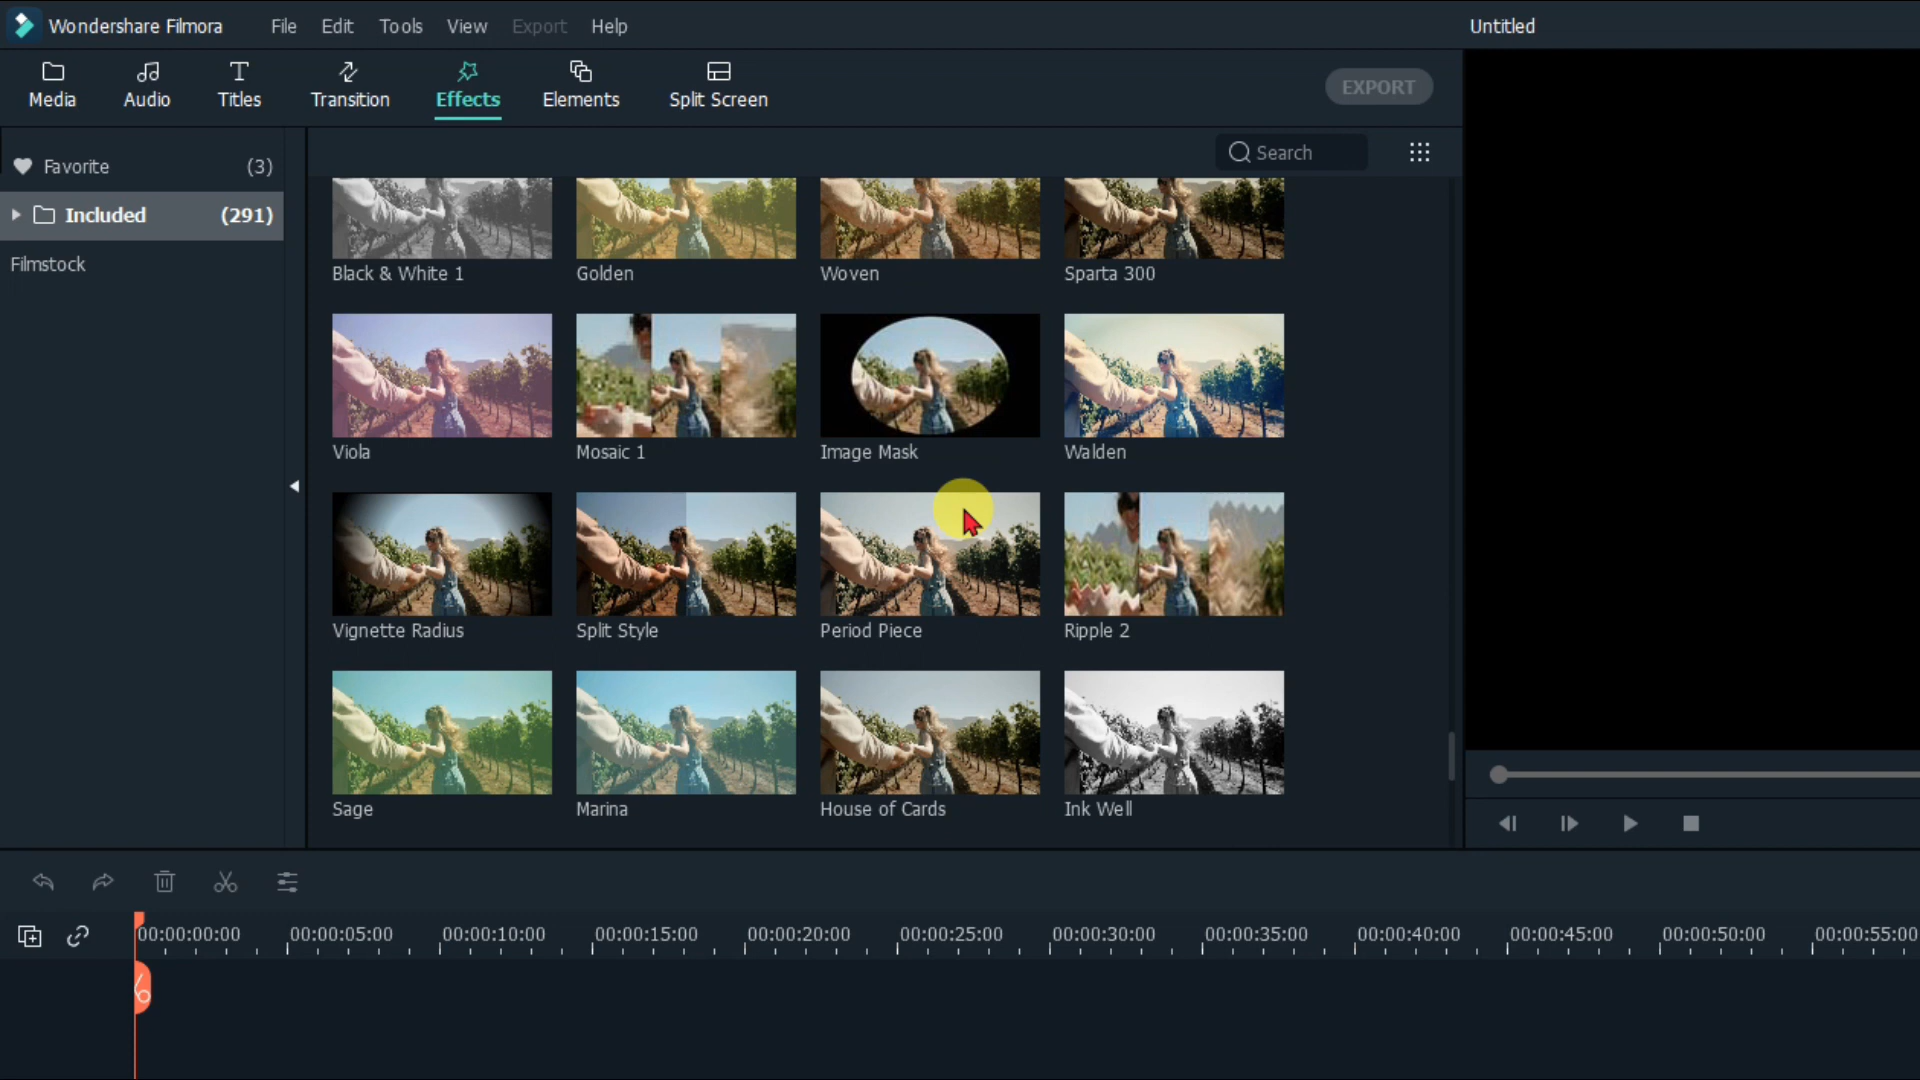 Wondershare Filmora File Edit Tools View Export Help Untitled
Media Audio Titles Transition Effects Elements Split Screen EXPORT
Favorite (3) Search
Included (291)
Filmstock
Black & White 1 Golden Woven Sparta 300
Viola Mosaic 1 Image Mask Walden
Vignette Radius Split Style Period Piece Ripple 2
Sage Marina House of Cards Ink Well
00:00:00:00 00:00:05:00 00:00:10:00 00:00:15:00 00:00:20:00 00:00:25:00 00:00:30:00 00:00:35:00 00:00:40:00 00:00:45:00 00:00:50:00 00:00:55:00